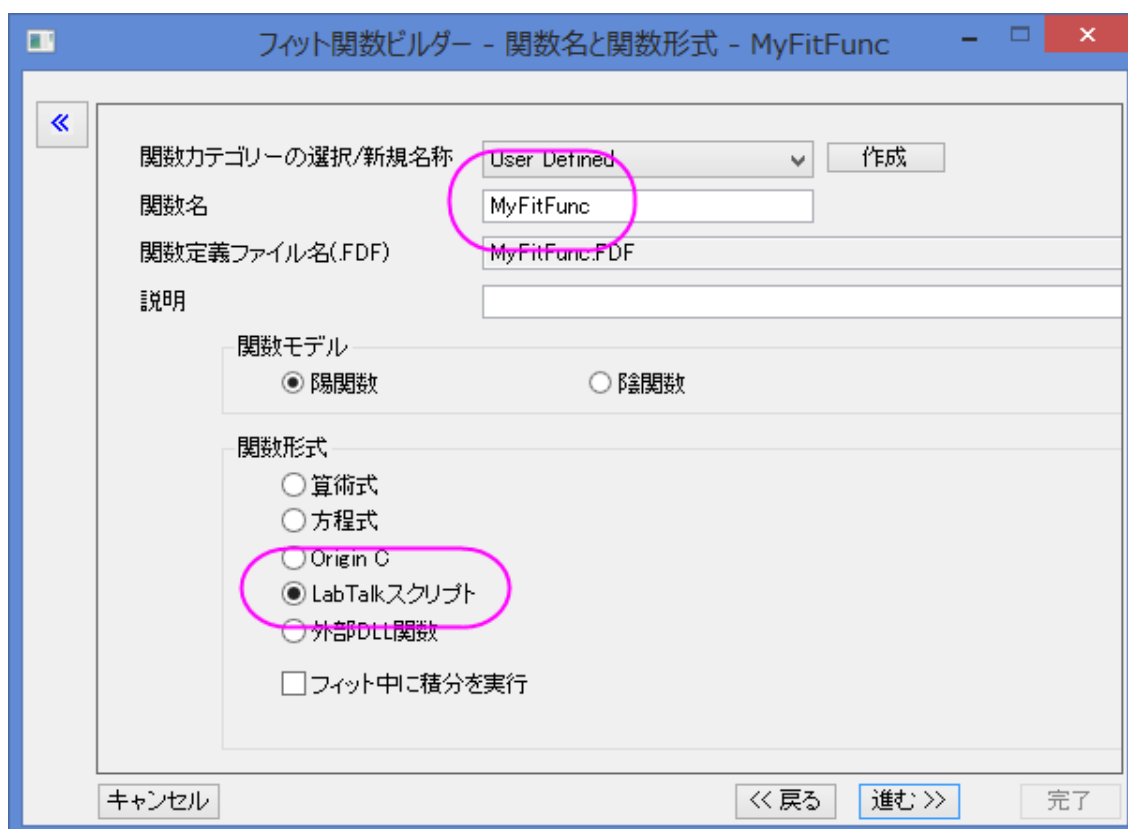 フィット関数ビルダー - 関数名と関数形式 - MyFitFunc
関数カテゴリーの選択/新規名称 User Defined 作成
関数名 MyFitFunc
関数定義ファイル名(.FDF) MyFitFunc.FDF
説明
関数モデル
陽関数 陰関数
関数形式
算術式
方程式
Origin C
LabTalkスクリプト
外部DLL関数
フィット中に積分を実行
キャンセル << 戻る 進む >> 完了